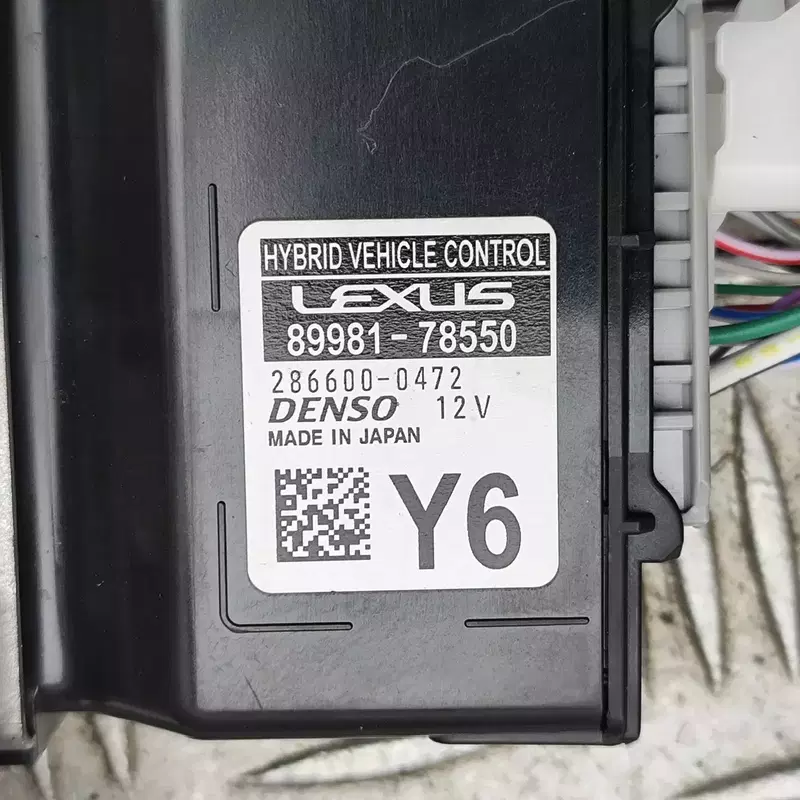 HYBRID VEHICLE CONTROL
LEXUS
89981-78550
286600-0472
DENSO 12V
MADE IN JAPAN
Y6